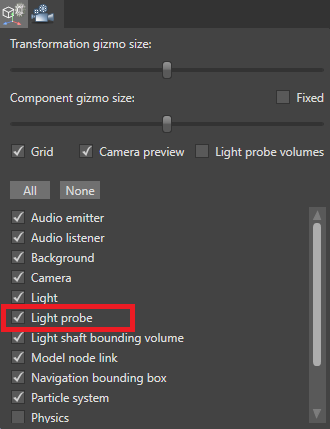 Transformation gizmo size:
Component gizmo size: Fixed
Grid Camera preview Light probe volumes
All None
Audio emitter
Audio listener
Background
Camera
Light
Light probe
Light shaft bounding volume
Model node link
Navigation bounding box
Particle system
Physics